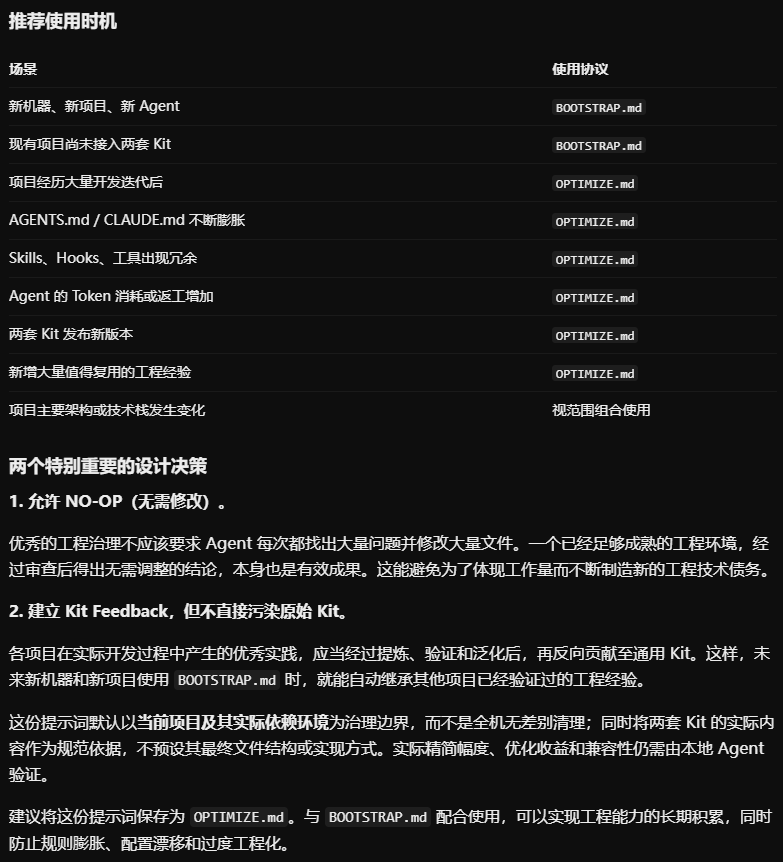 推荐使用时机
场景 使用协议
新机器、新项目、新 Agent BOOTSTRAP.md
现有项目尚未接入两套 Kit BOOTSTRAP.md
项目经历大量开发迭代后 OPTIMIZE.md
AGENTS.md / CLAUDE.md 不断膨胀 OPTIMIZE.md
Skills、Hooks、工具出现冗余 OPTIMIZE.md
Agent 的 Token 消耗或返工增加 OPTIMIZE.md
两套 Kit 发布新版本 OPTIMIZE.md
新增大量值得复用的工程经验 OPTIMIZE.md
项目主要架构或技术栈发生变化 视范围组合使用
两个特别重要的设计决策
1. 允许 NO-OP（无需修改）。
优秀的工程治理不应该要求 Agent 每次都找出大量问题并修改大量文件。一个已经足够成熟的工程环境，经
过审查后得出无需调整的结论，本身也是有效成果。这能避免为了体现工作量而不断制造新的工程技术债务。
2. 建立 Kit Feedback，但不直接污染原始 Kit。
各项目在实际开发过程中产生的优秀实践，应当经过提炼、验证和泛化后，再反向贡献至通用 Kit。这样，未
来新机器和新项目使用 BOOTSTRAP.md 时，就能自动继承其他项目已经验证过的工程经验。
这份提示词默认以当前项目及其实际依赖环境为治理边界，而不是全机无差别清理；同时将两套 Kit 的实际内
容作为规范依据，不预设其最终文件结构或实现方式。实际精简幅度、优化收益和兼容性仍需由本地 Agent
验证。
建议将这份提示词保存为 OPTIMIZE.md。与 BOOTSTRAP.md 配合使用，可以实现工程能力的长期积累，同时
防止规则膨胀、配置漂移和过度工程化。